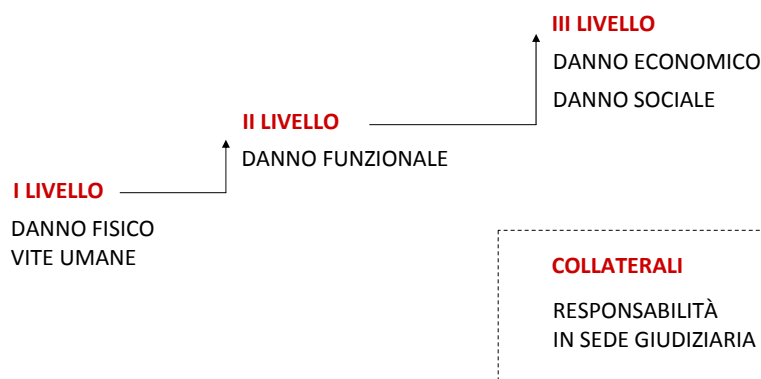 III LIVELLO
DANNO ECONOMICO
DANNO SOCIALE
II LIVELLO
DANNO FUNZIONALE
I LIVELLO
DANNO FISICO
VITE UMANE
COLLATERALI
RESPONSABILITÀ
IN SEDE GIUDIZIARIA